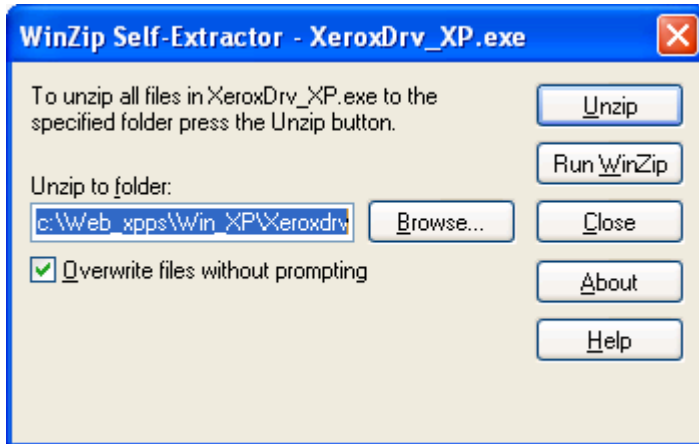 WinZip Self-Extractor - XeroxDrv_XP.exe
To unzip all files in XeroxDrv_XP.exe to the
specified folder press the Unzip button.
Unzip to folder:
c:\Web_xpps\Win_XP\Xeroxdrv
Browse...
Overwrite files without prompting
Unzip
Run WinZip
Close
About
Help